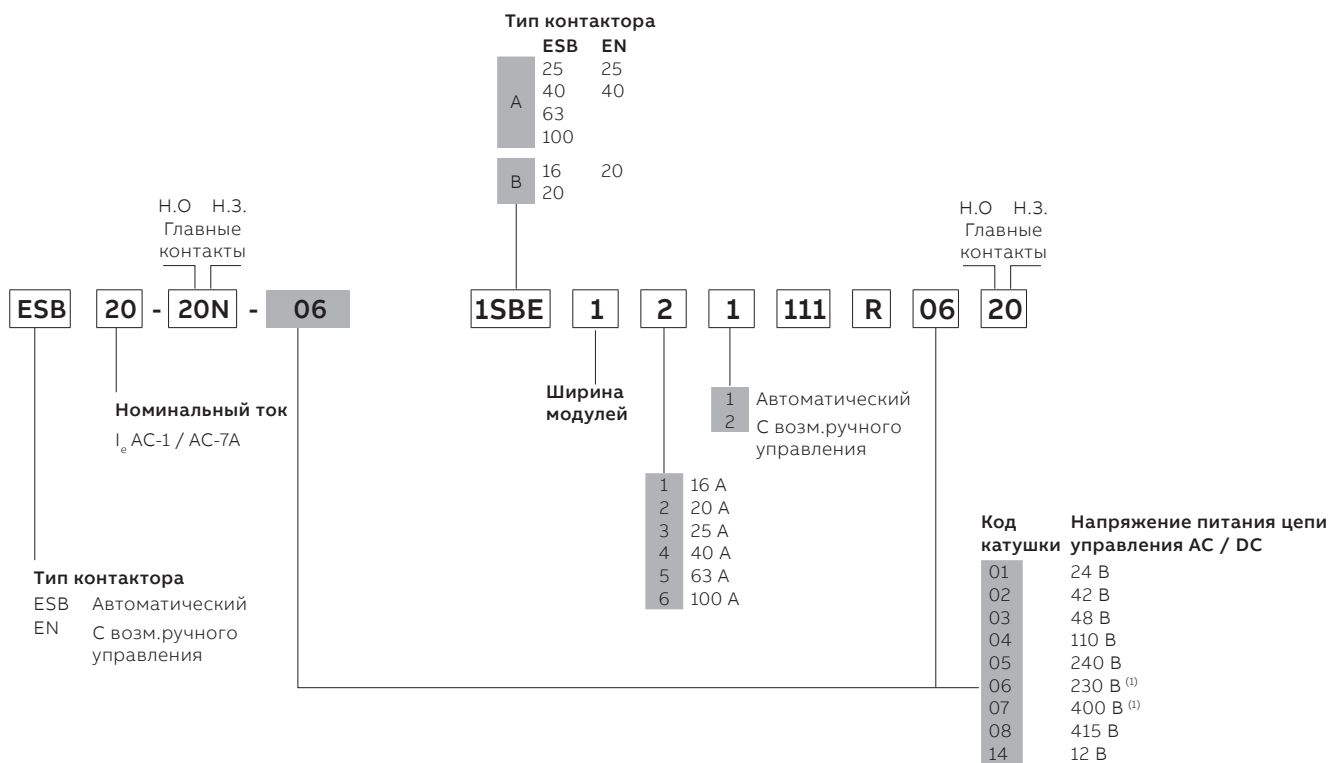 Тип контактора
ESB EN
A
25 25
40 40
63
100
B
16 20
20
Н.О Н.З.
Главные
контакты
Н.О Н.З.
Главные
контакты
ESB 20 - 20N - 06
1SBE 1 2 1 111 R 06 20
Номинальный ток
Ie AC-1 / AC-7A
Ширина
модулей
1 Автоматический
2 С возм.ручного
управления
1 16 A
2 20 A
3 25 A
4 40 A
5 63 A
6 100 A
Тип контактора
ESB Автоматический
EN С возм.ручного
управления
Код Напряжение питания цепи
катушки управления AC / DC
01 24 В
02 42 В
03 48 В
04 110 В
05 240 В
06 230 В (1)
07 400 В (1)
08 415 В
14 12 В